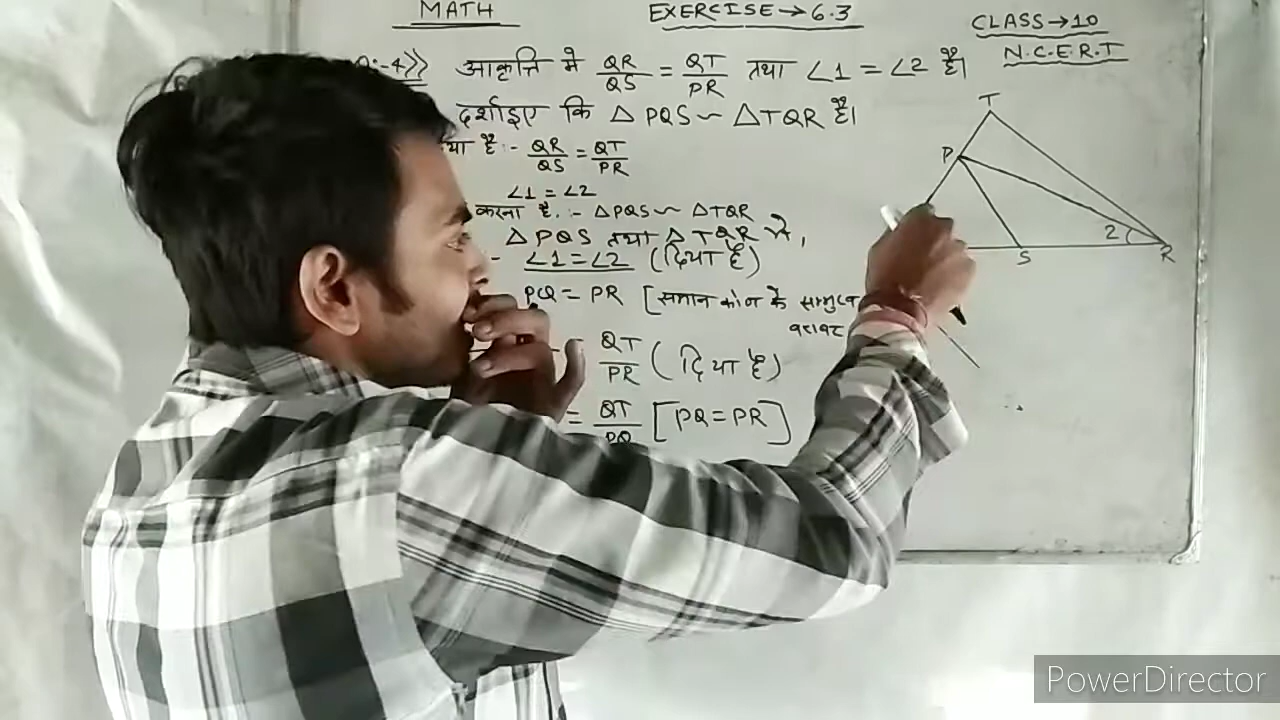 MATH
EXERCISE→6.3
CLASS→10
N.C.E.R.T
:-4⟩⟩ आकृति में QR/QS = QT/PR तथा ∠1 = ∠2 है।
दर्शाइए कि △PQS ~ △TQR है।
है :- QR/QS = QT/PR
∠1 = ∠2
करना है :- △PQS ~ △TQR
△PQS तथा △TQR में,
∠1 = ∠2 (दिया है)
PQ = PR [समान कोण के सम्मुख
QT/PR (दिया है)
= QT/PQ [PQ = PR]
T
P
2
S
R
PowerDirector